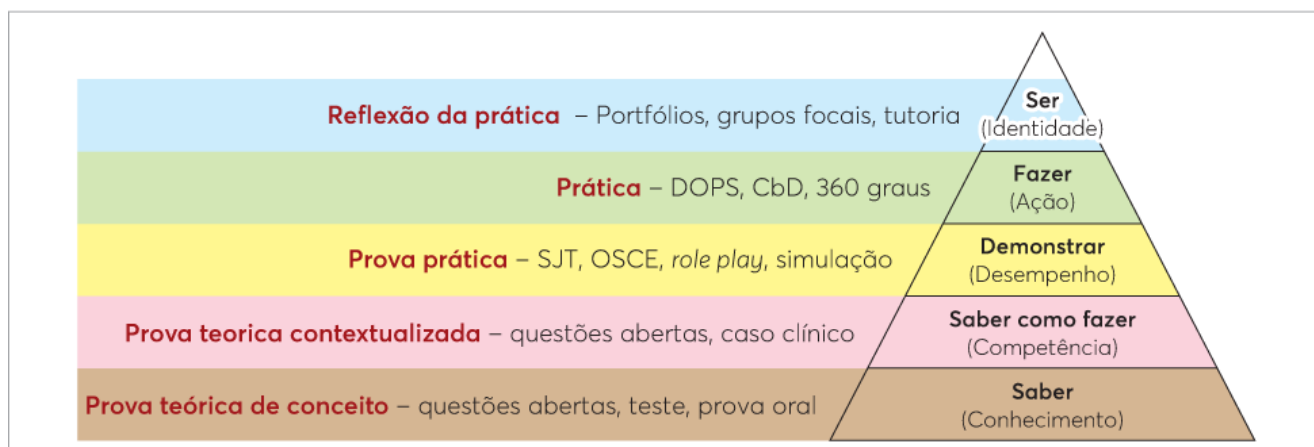 Reflexão da prática – Portfólios, grupos focais, tutoria
Ser
(Identidade)
Prática – DOPS, CbD, 360 graus
Fazer
(Ação)
Prova prática – SJT, OSCE, role play, simulação
Demonstrar
(Desempenho)
Prova teorica contextualizada – questões abertas, caso clínico
Saber como fazer
(Competência)
Prova teórica de conceito – questões abertas, teste, prova oral
Saber
(Conhecimento)